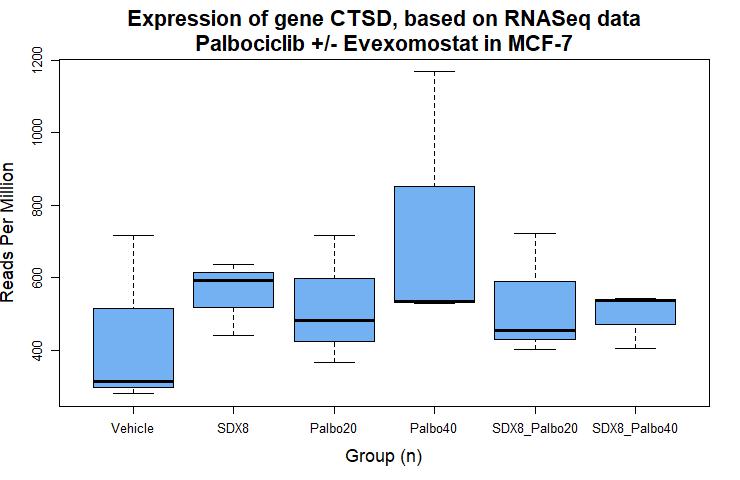 Expression of gene CTSD, based on RNASeq data
Palbociclib +/- Evexomostat in MCF-7
Reads Per Million
1200
1000
800
600
400
Vehicle SDX8 Palbo20 Palbo40 SDX8_Palbo20 SDX8_Palbo40
Group (n)